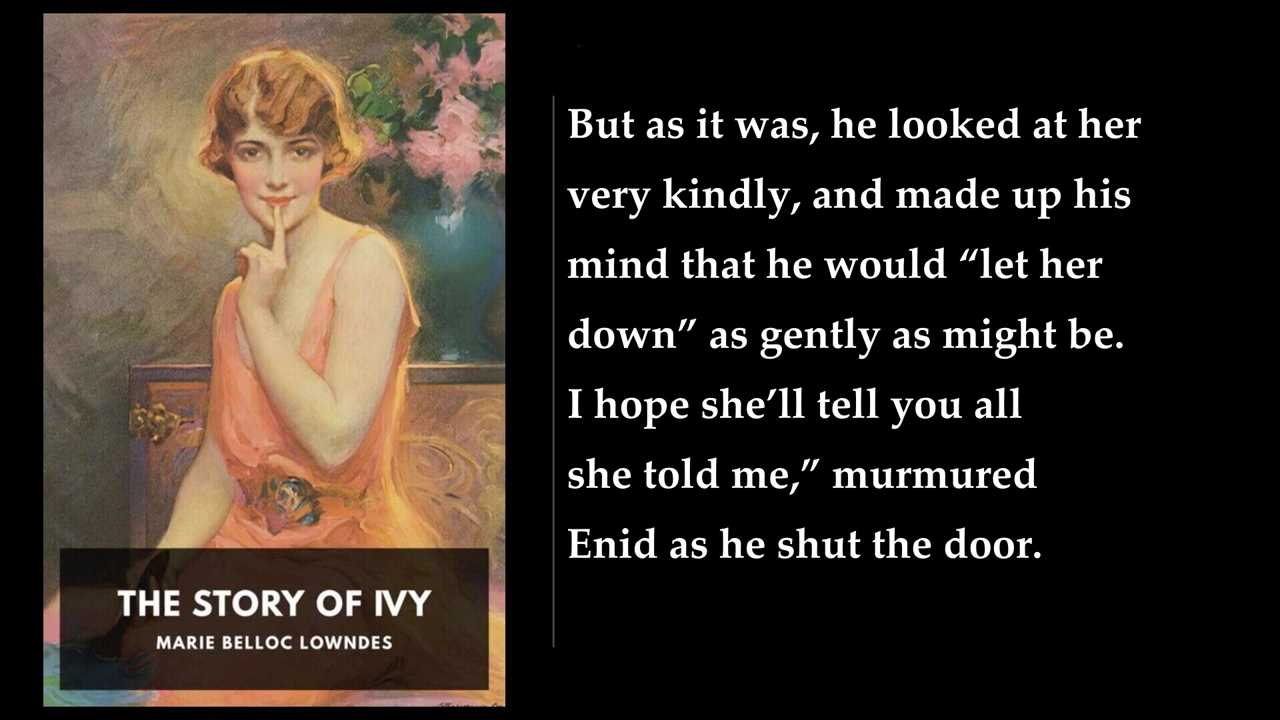 But as it was, he looked at her
very kindly, and made up his
mind that he would “let her
down” as gently as might be.
I hope she’ll tell you all
she told me,” murmured
Enid as he shut the door.
THE STORY OF IVY
MARIE BELLOC LOWNDES